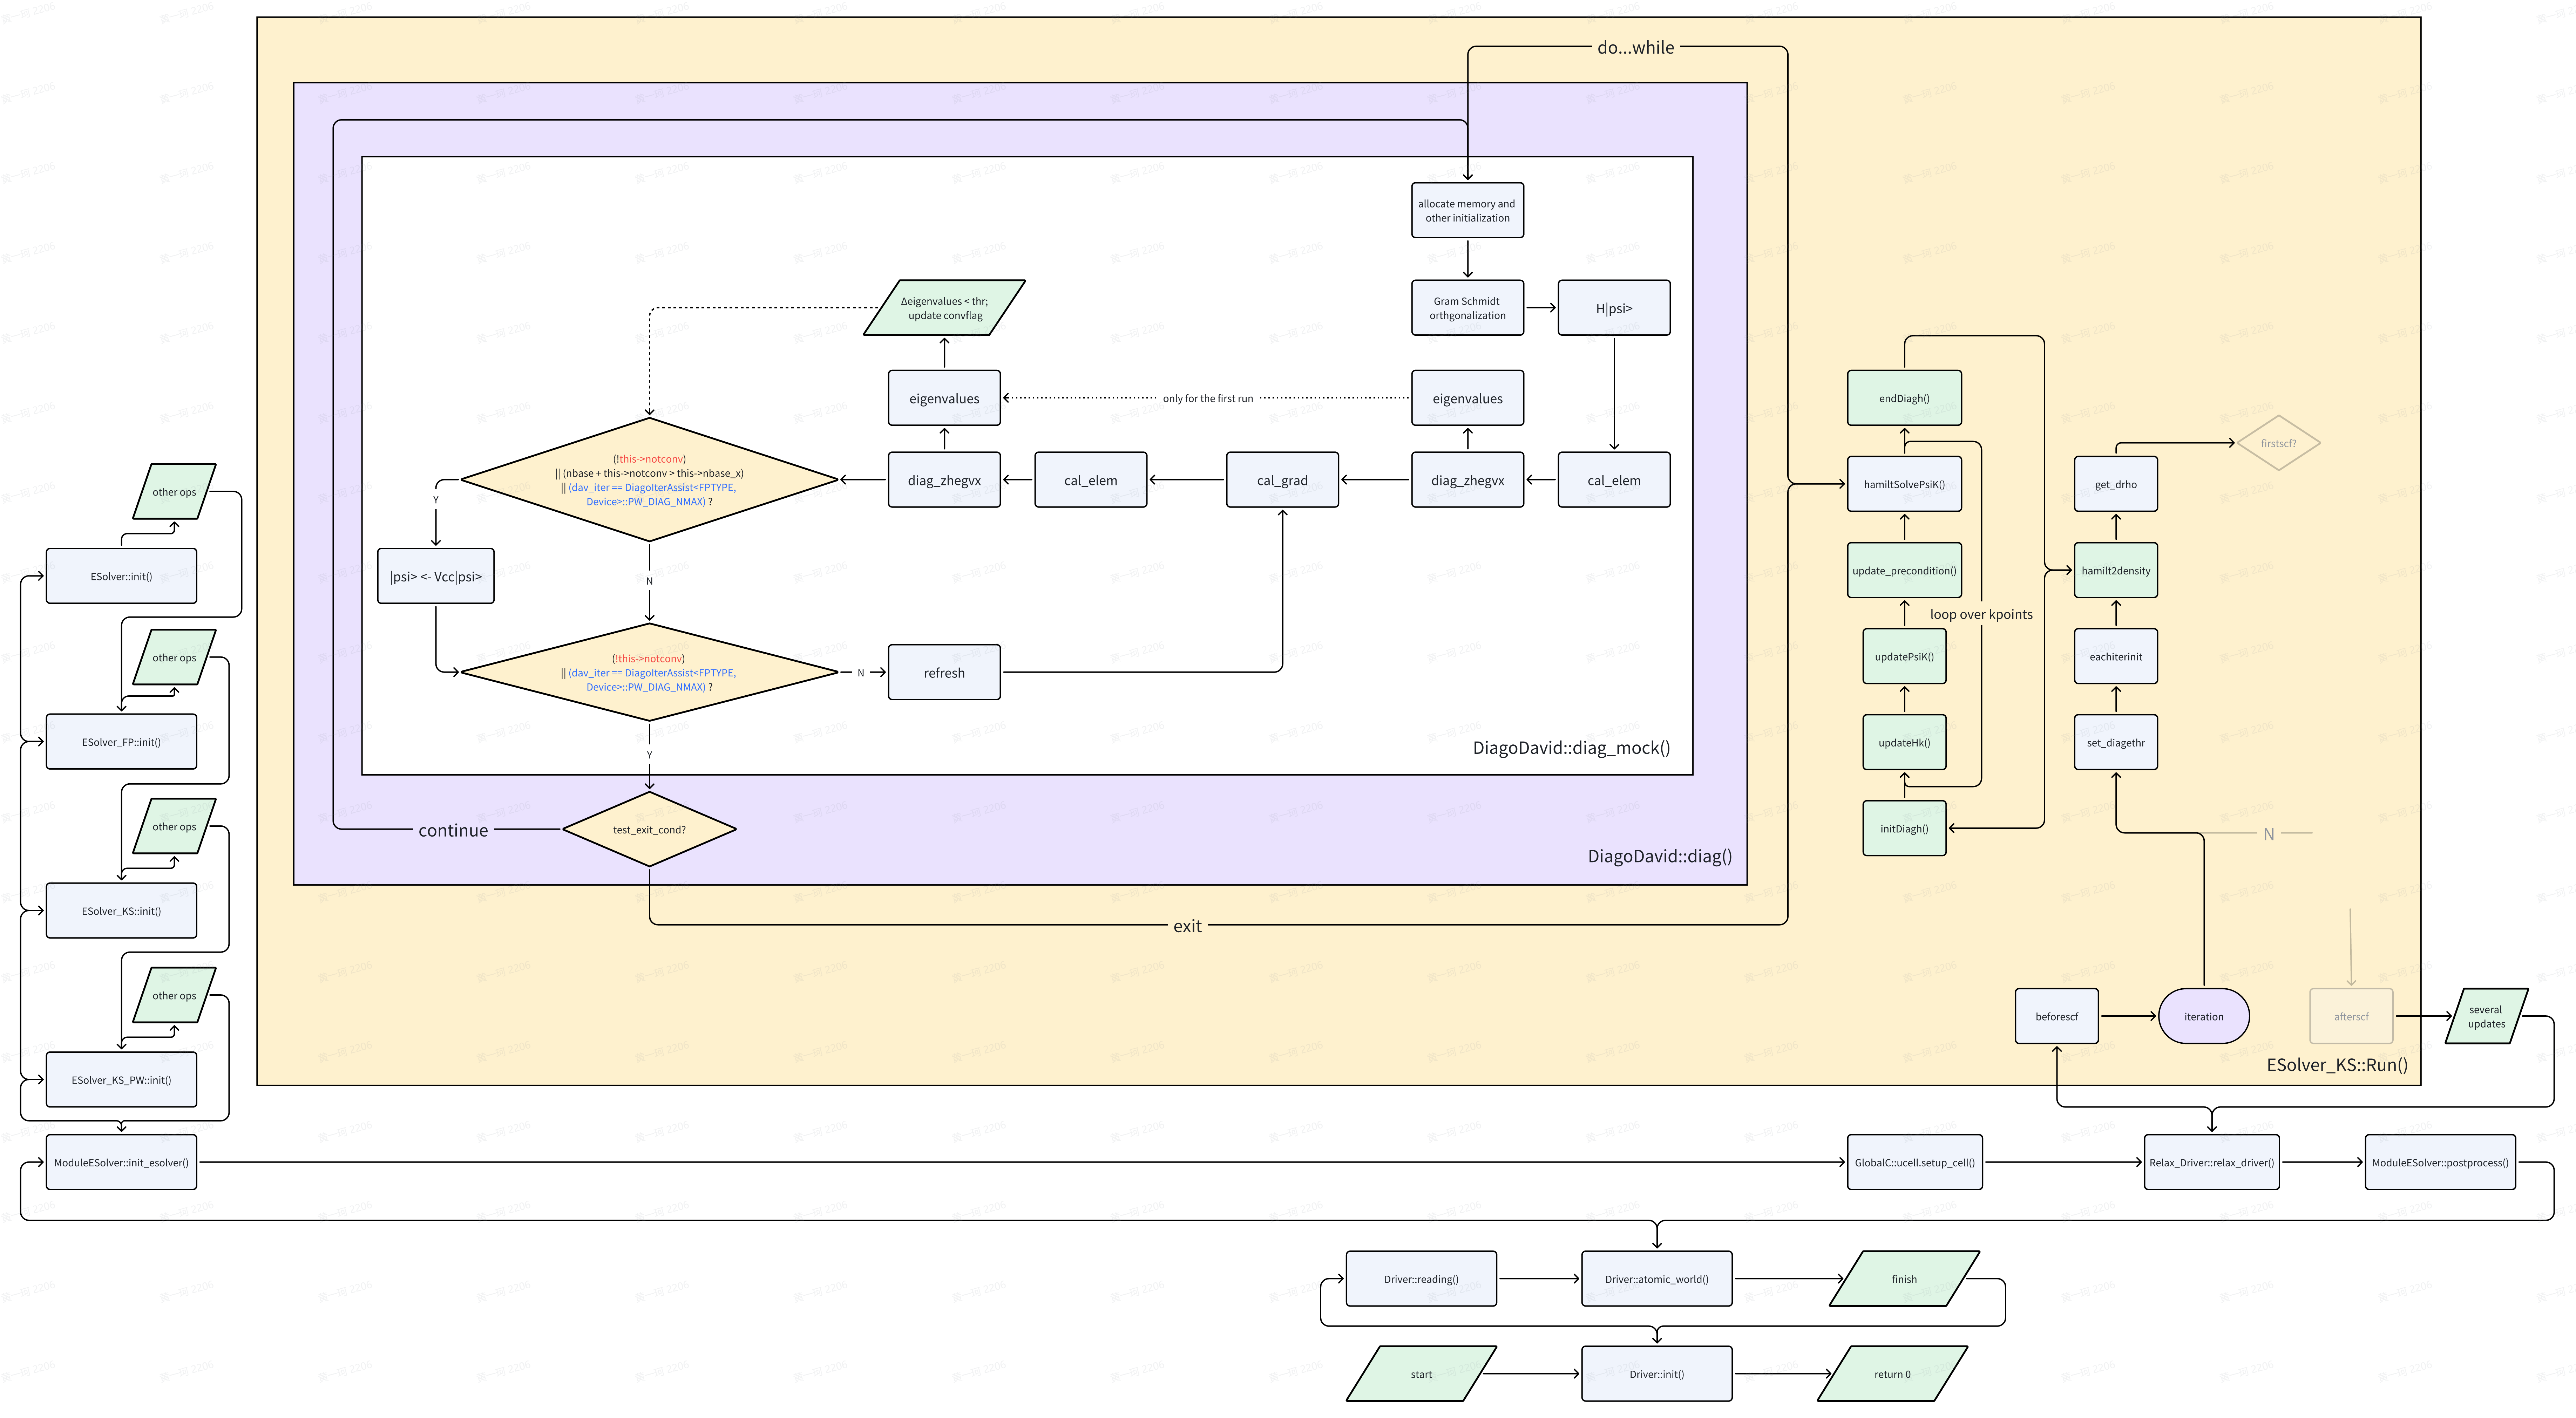 do...while
allocate memory and
other initialization
Δeigenvalues < thr;
update convflag
Gram Schmidt
orthgonalization
H|psi>
eigenvalues
only for the first run
eigenvalues
endDiagh()
firstscf?
(!this->notconv)
|| (nbase + this->notconv > this->nbase_x)
|| (dav_iter == DiagoIterAssist<FPTYPE,
Device>::PW_DIAG_NMAX) ?
diag_zhegvx
cal_elem
cal_grad
diag_zhegvx
cal_elem
hamiltSolvePsiK()
get_drho
other ops
Y
|psi> <- Vcc|psi>
N
update_precondition()
hamilt2density
ESolver::init()
loop over kpoints
other ops
(!this->notconv)
|| (dav_iter == DiagoIterAssist<FPTYPE,
Device>::PW_DIAG_NMAX) ?
N
refresh
updatePsiK()
eachiterinit
ESolver_FP::init()
Y
DiagoDavid::diag_mock()
updateHk()
set_diagethr
other ops
continue
test_exit_cond?
DiagoDavid::diag()
initDiagh()
N
ESolver_KS::init()
exit
other ops
beforescf
iteration
afterscf
several
updates
ESolver_KS::Run()
ESolver_KS_PW::init()
ModuleESolver::init_esolver()
GlobalC::ucell.setup_cell()
Relax_Driver::relax_driver()
ModuleESolver::postprocess()
Driver::reading()
Driver::atomic_world()
finish
start
Driver::init()
return 0